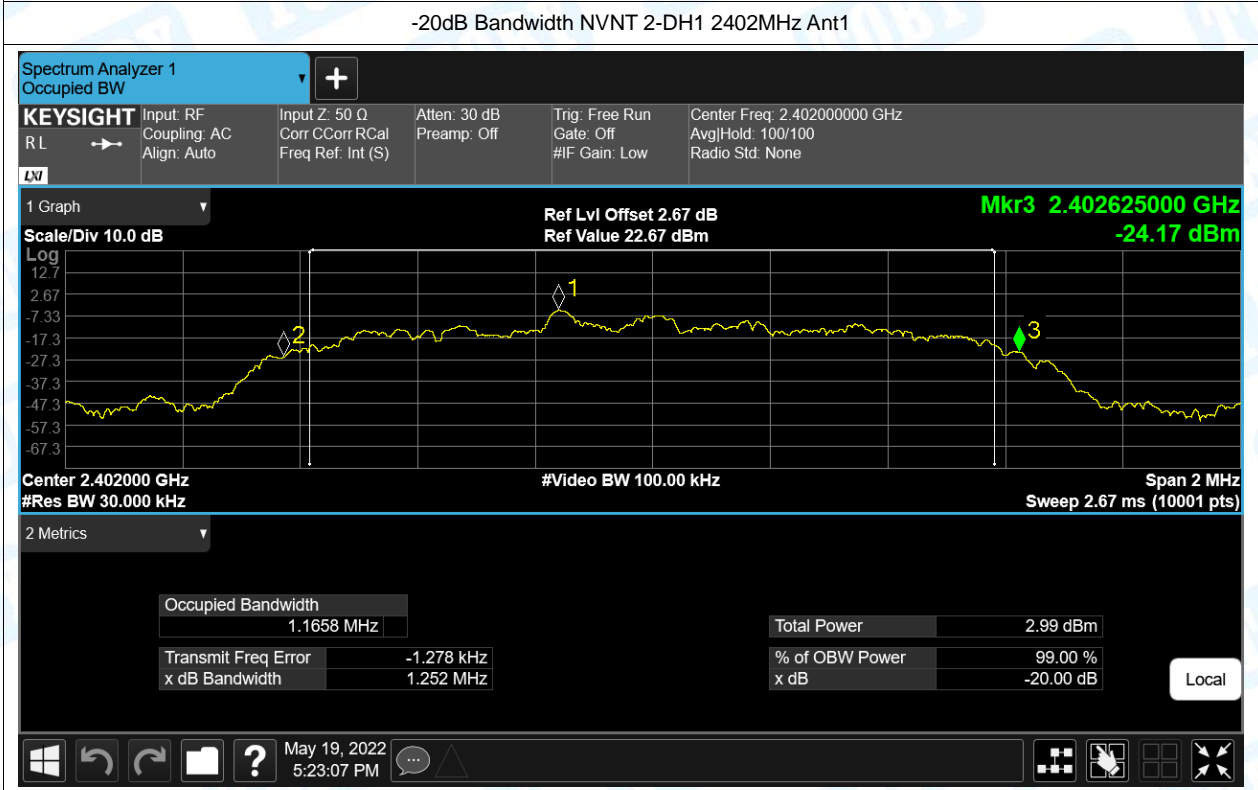 -20dB Bandwidth NVNT 2-DH1 2402MHz Ant1
Spectrum Analyzer 1
Occupied BW
KEYSIGHT
RL
LXI
Input: RF
Coupling: AC
Align: Auto
Input Z: 50 Ω
Corr CCorr RCal
Freq Ref: Int (S)
Atten: 30 dB
Preamp: Off
Trig: Free Run
Gate: Off
#IF Gain: Low
Center Freq: 2.402000000 GHz
Avg|Hold: 100/100
Radio Std: None
1 Graph
Scale/Div 10.0 dB
Ref Lvl Offset 2.67 dB
Ref Value 22.67 dBm
Mkr3 2.402625000 GHz
-24.17 dBm
Log
12.7
2.67
-7.33
-17.3
-27.3
-37.3
-47.3
-57.3
-67.3
1
2
3
Center 2.402000 GHz
#Video BW 100.00 kHz
Span 2 MHz
#Res BW 30.000 kHz
Sweep 2.67 ms (10001 pts)
2 Metrics
Occupied Bandwidth
1.1658 MHz
Transmit Freq Error -1.278 kHz
x dB Bandwidth 1.252 MHz
Total Power 2.99 dBm
% of OBW Power 99.00 %
x dB -20.00 dB
Local
?
May 19, 2022
5:23:07 PM